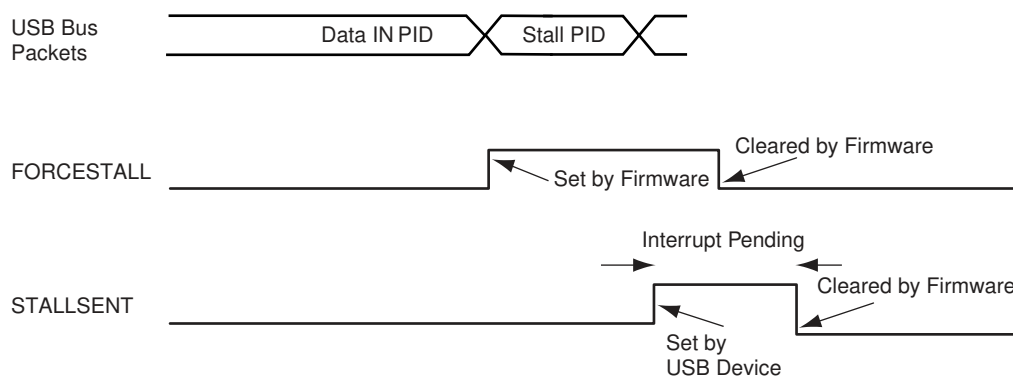 USB Bus
Packets
Data IN PID
Stall PID
FORCESTALL
Set by Firmware
Cleared by Firmware
Interrupt Pending
STALLSENT
Set by
USB Device
Cleared by Firmware